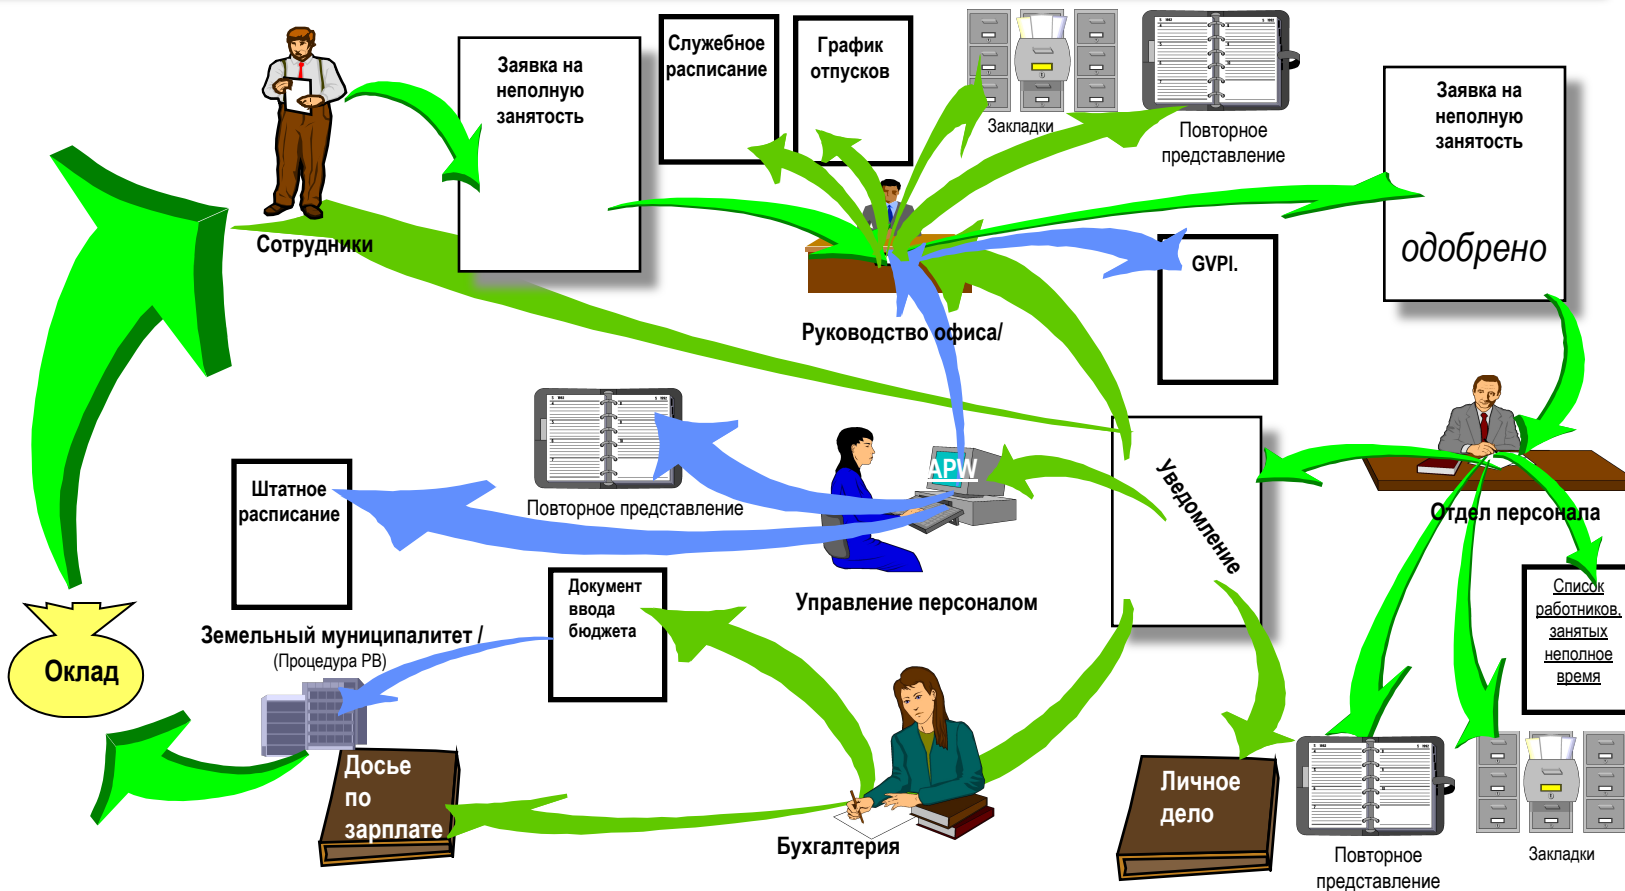 Заявка на
неполную
занятость
Служебное
расписание
График
отпусков
Закладки
Повторное
представление
Заявка на
неполную
занятость
одобрено
Сотрудники
GVPI.
Руководство офиса/
APW
Повторное представление
Штатное
расписание
Уведомление
Отдел персонала
Управление персоналом
Документ
ввода
бюджета
Список
работников,
занятых
неполное
время
Земельный муниципалитет /
(Процедура РВ)
Оклад
Досье
по
зарплате
Бухгалтерия
Личное
дело
Повторное
представление
Закладки